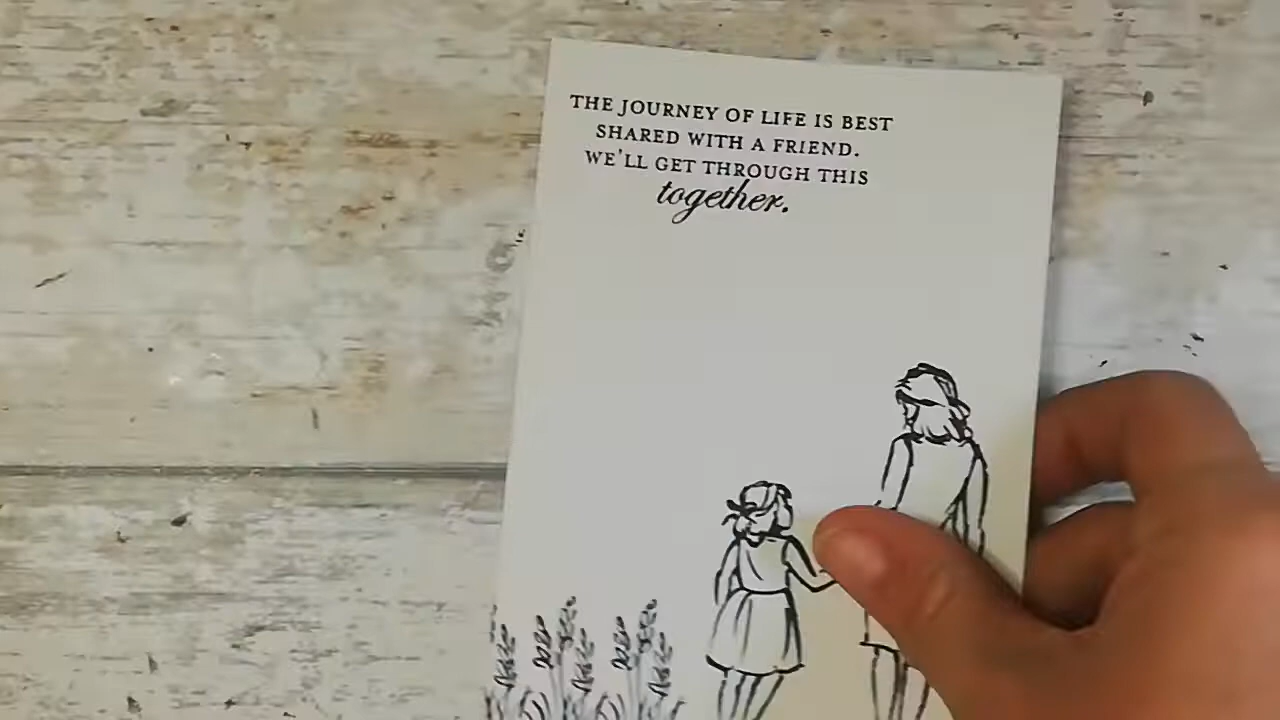 THE JOURNEY OF LIFE IS BEST
SHARED WITH A FRIEND.
WE'LL GET THROUGH THIS
together.